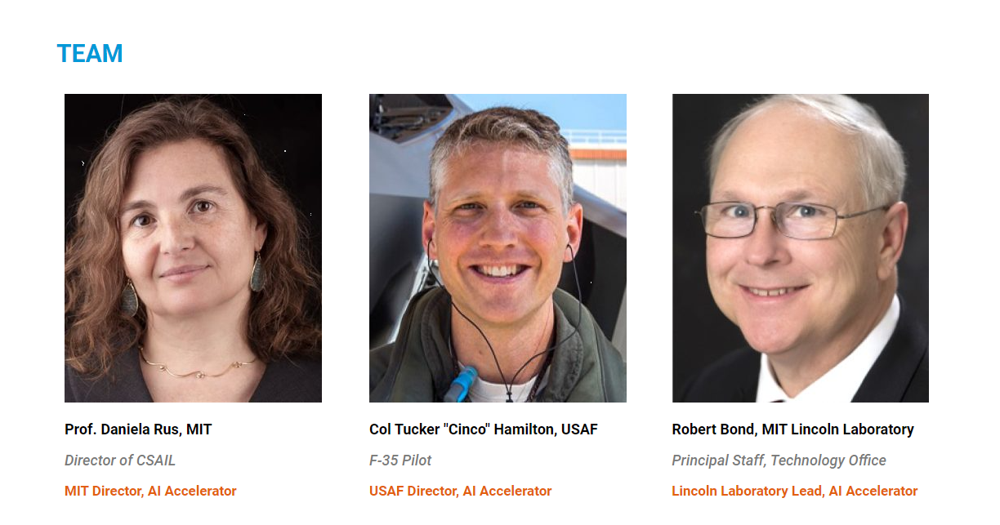 TEAM
Prof. Daniela Rus, MIT
Director of CSAIL
MIT Director, AI Accelerator
Col Tucker "Cinco" Hamilton, USAF
F-35 Pilot
USAF Director, AI Accelerator
Robert Bond, MIT Lincoln Laboratory
Principal Staff, Technology Office
Lincoln Laboratory Lead, AI Accelerator